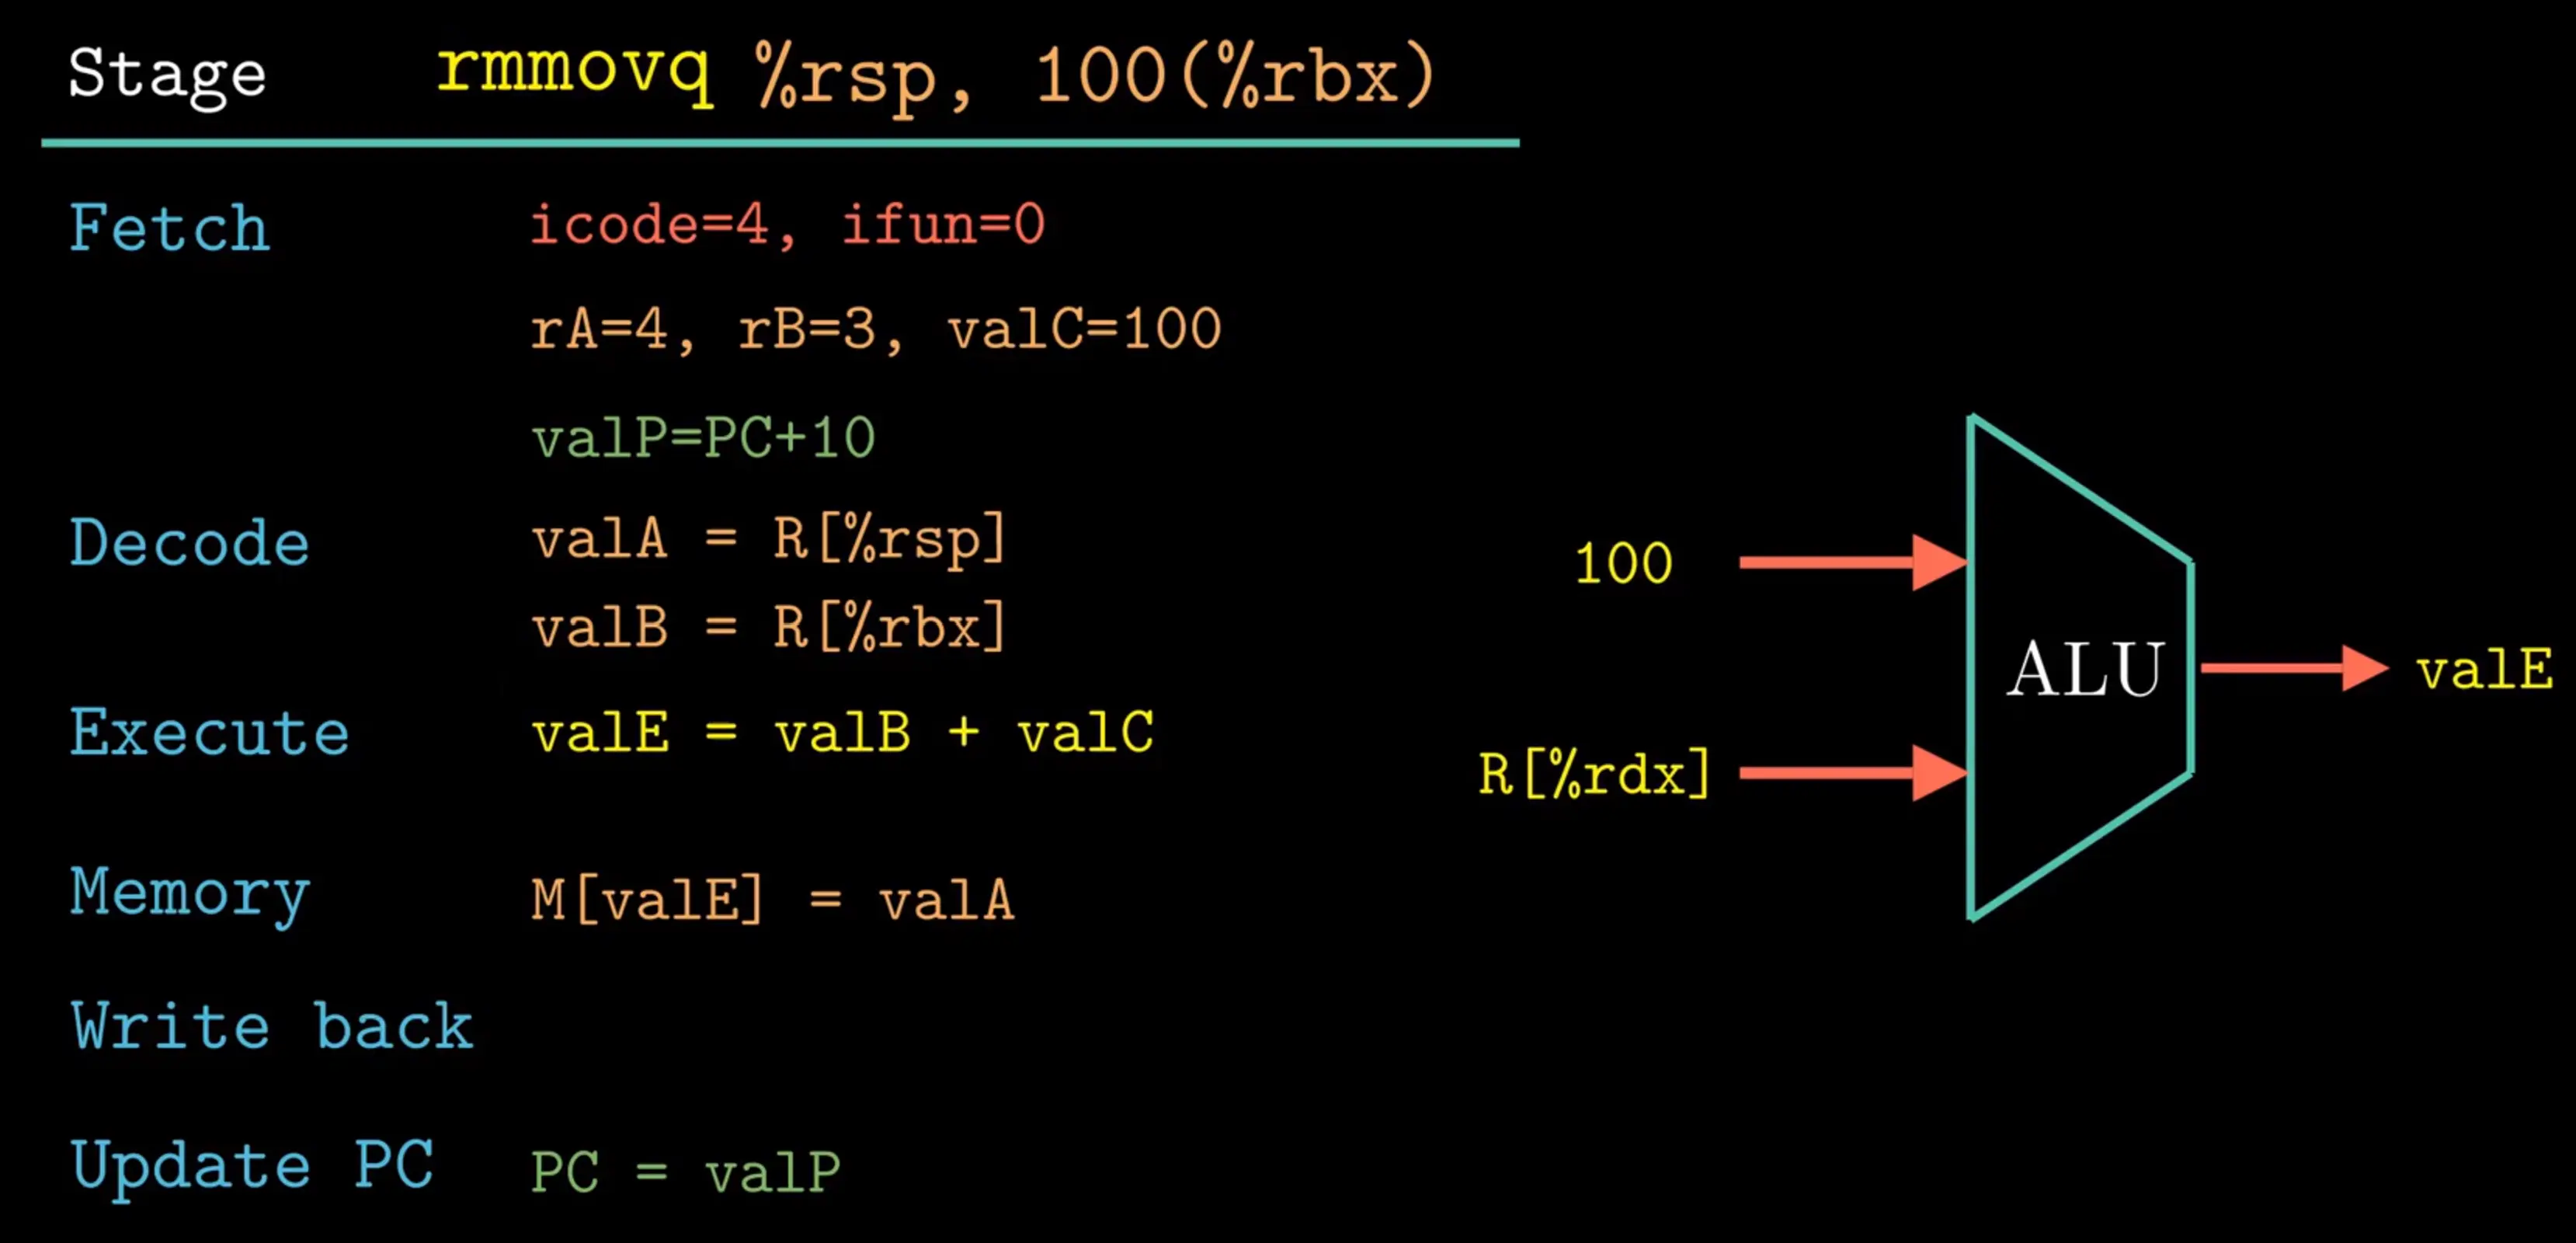 Stage rmmovq %rsp, 100(%rbx)
Fetch icode=4, ifun=0
rA=4, rB=3, valC=100
valP=PC+10
Decode valA = R[%rsp]
valB = R[%rbx]
Execute valE = valB + valC
Memory M[valE] = valA
Write back
Update PC PC = valP
100
ALU
valE
R[%rdx]